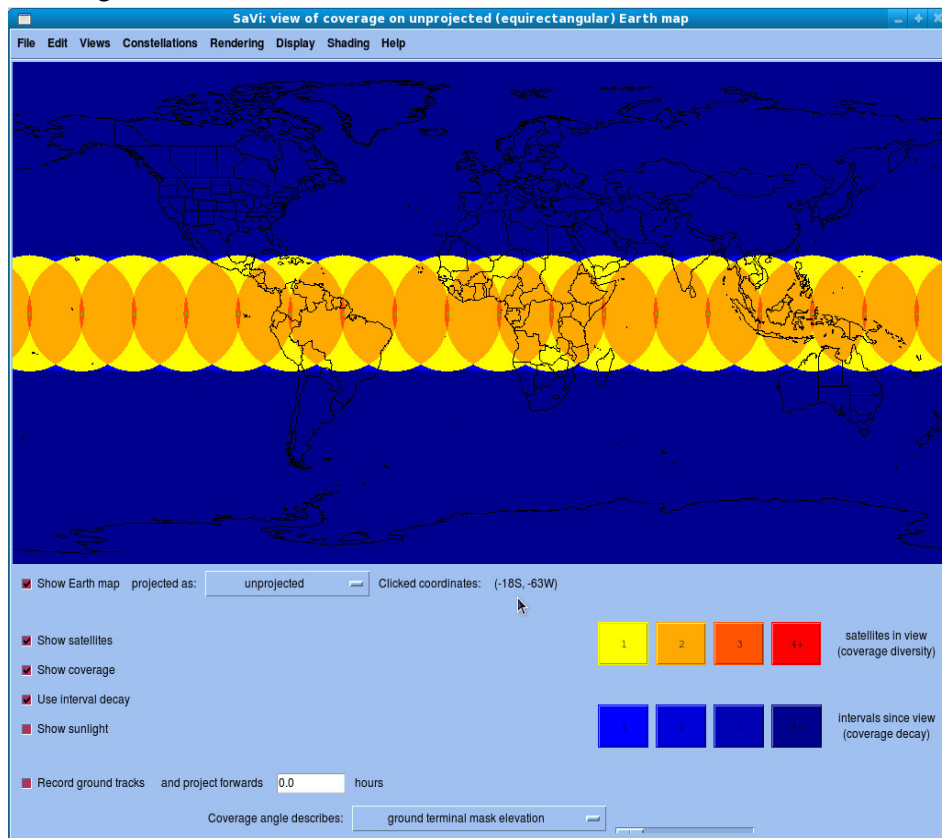 SaVi: view of coverage on unprojected (equirectangular) Earth map
File Edit Views Constellations Rendering Display Shading Help
Show Earth map projected as: unprojected Clicked coordinates: (-18S, -63W)
Show satellites
1 2 3 4+ satellites in view
(coverage diversity)
Show coverage
Use interval decay
intervals since view
(coverage decay)
Show sunlight
Record ground tracks and project forwards 0.0 hours
Coverage angle describes: ground terminal mask elevation